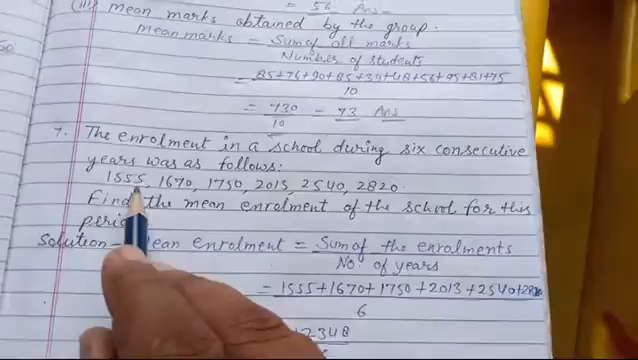 = 56 Ans
(iii) mean marks obtained by the group.
mean marks = Sum of all marks
Number of students
= 85+76+90+85+39+48+56+95+81+75
10
= 730 = 73 Ans
10
7. The enrolment in a school during six consecutive
years was as follows:
1555, 1670, 1750, 2013, 2540, 2820.
Find the mean enrolment of the school for this
Solution - Mean enrolment = Sum of the enrolments
No. of years
= 1555+1670+1750+2013+2540+2820
6
12348